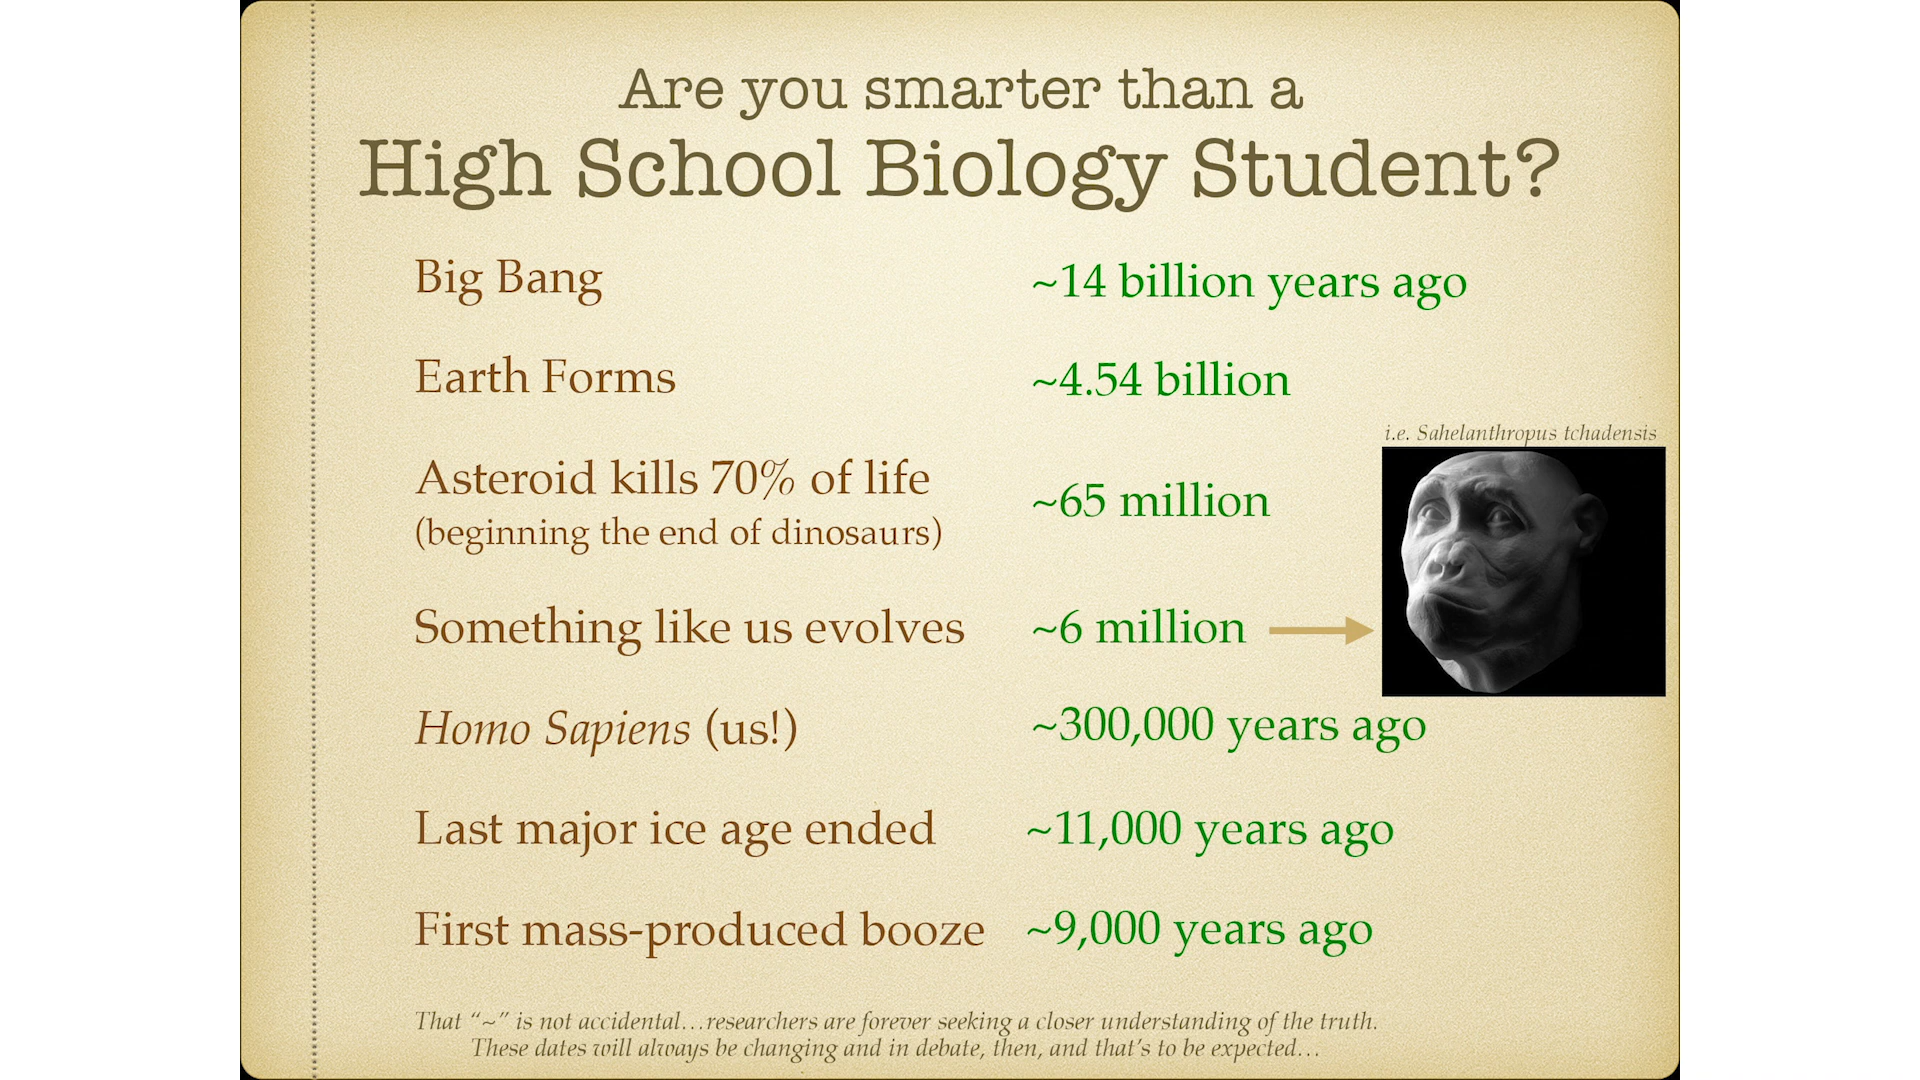 Are you smarter than a
High School Biology Student?
Big Bang ~14 billion years ago
Earth Forms ~4.54 billion
i.e. Sahelanthropus tchadensis
Asteroid kills 70% of life ~65 million
(beginning the end of dinosaurs)
Something like us evolves ~6 million
Homo Sapiens (us!) ~300,000 years ago
Last major ice age ended ~11,000 years ago
First mass-produced booze ~9,000 years ago
That “~” is not accidental…researchers are forever seeking a closer understanding of the truth.
These dates will always be changing and in debate, then, and that’s to be expected…